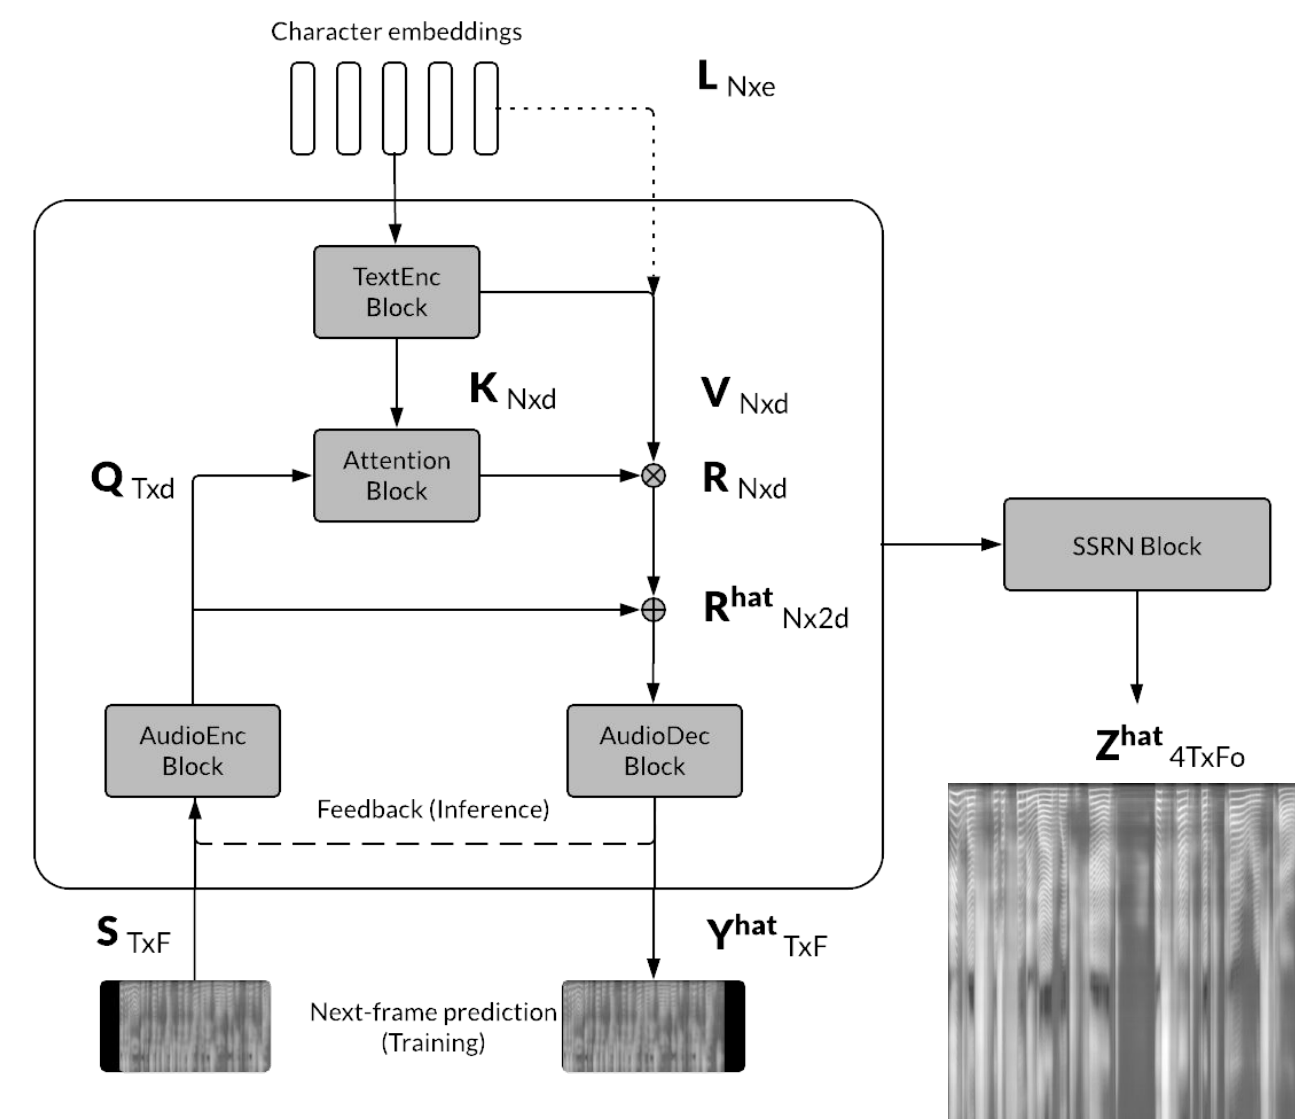 Character embeddings
L Nxe
TextEnc
Block
K Nxd
V Nxd
Attention
Block
Q Txd
R Nxd
SSRN Block
R^hat Nx2d
AudioEnc
Block
AudioDec
Block
Z^hat 4TxFo
Feedback (Inference)
S TxF
Y^hat TxF
Next-frame prediction
(Training)